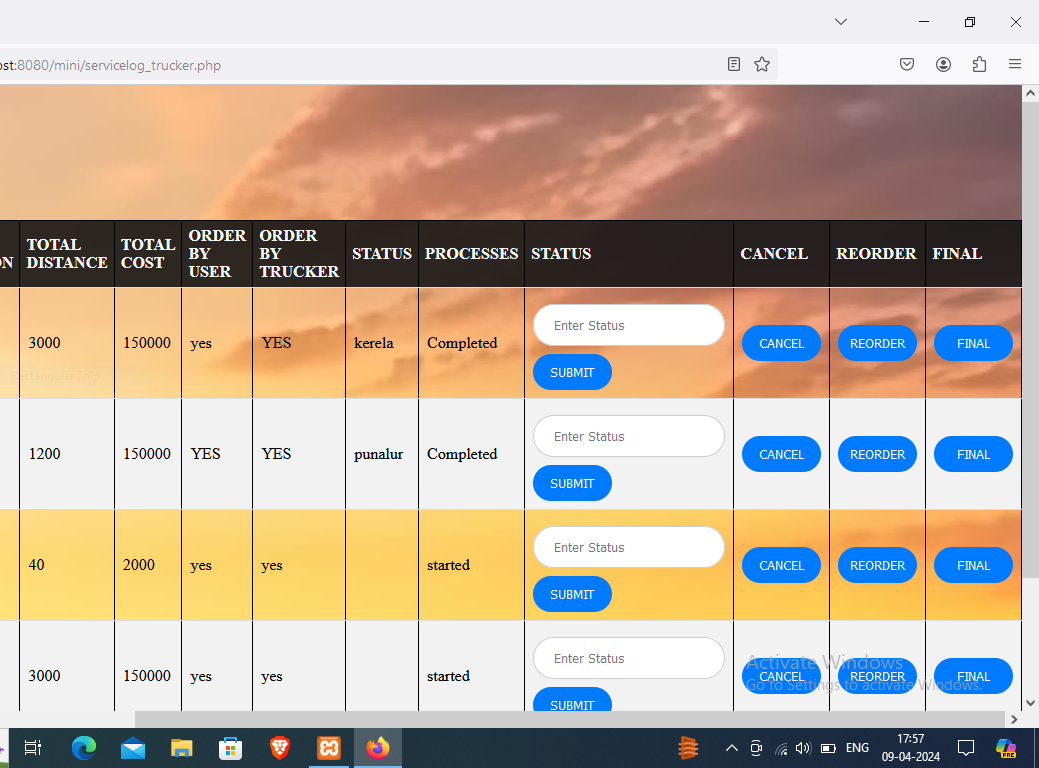 ost:8080/mini/servicelog_trucker.php
ON TOTAL DISTANCE TOTAL COST ORDER BY USER ORDER BY TRUCKER STATUS PROCESSES STATUS CANCEL REORDER FINAL
3000 150000 yes YES kerela Completed Enter Status CANCEL REORDER FINAL
SUBMIT
1200 150000 YES YES punalur Completed Enter Status CANCEL REORDER FINAL
SUBMIT
40 2000 yes yes started Enter Status CANCEL REORDER FINAL
SUBMIT
3000 150000 yes yes started Enter Status CANCEL REORDER FINAL
SUBMIT
Activate Windows
Go to Settings to activate Windows.
ENG 17:57
09-04-2024
PRE